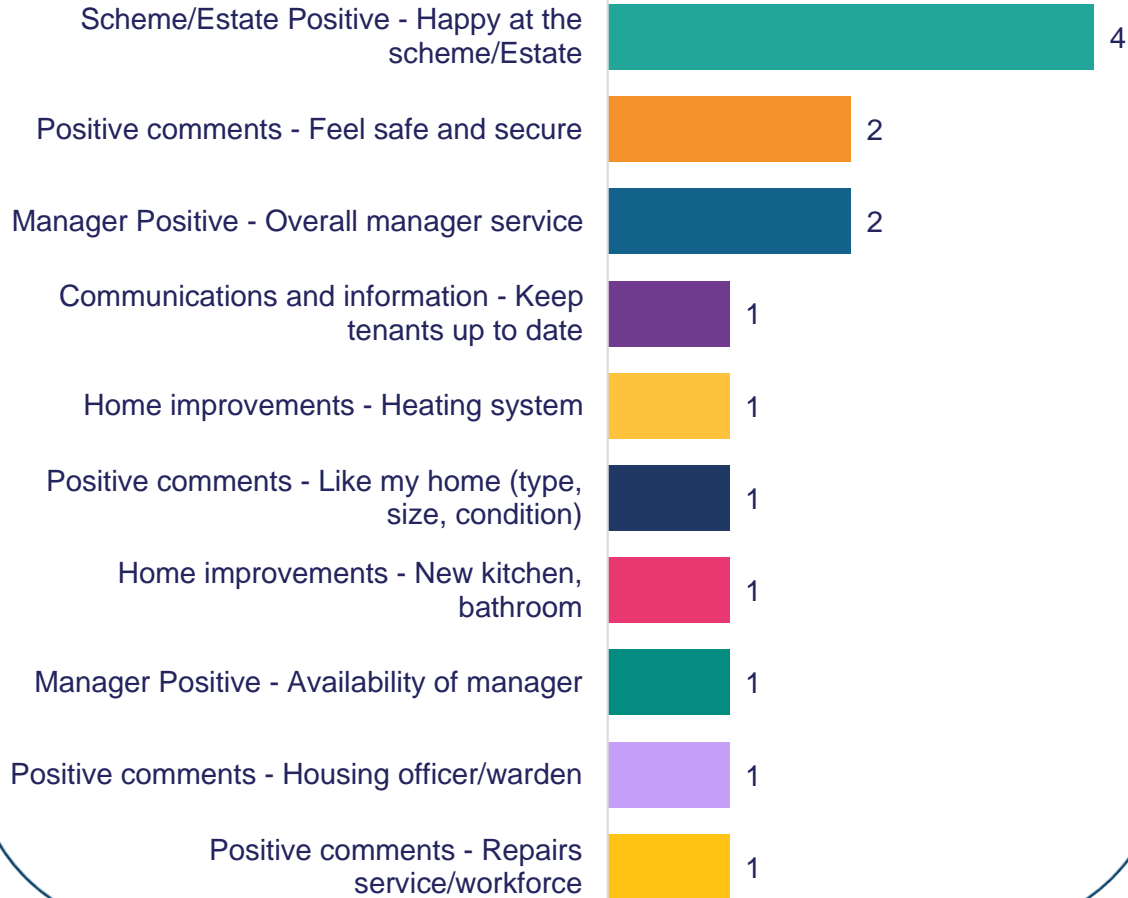 Scheme/Estate Positive - Happy at the
scheme/Estate
4
Positive comments - Feel safe and secure
2
Manager Positive - Overall manager service
2
Communications and information - Keep
tenants up to date
1
Home improvements - Heating system
1
Positive comments - Like my home (type,
size, condition)
1
Home improvements - New kitchen,
bathroom
1
Manager Positive - Availability of manager
1
Positive comments - Housing officer/warden
1
Positive comments - Repairs
service/workforce
1